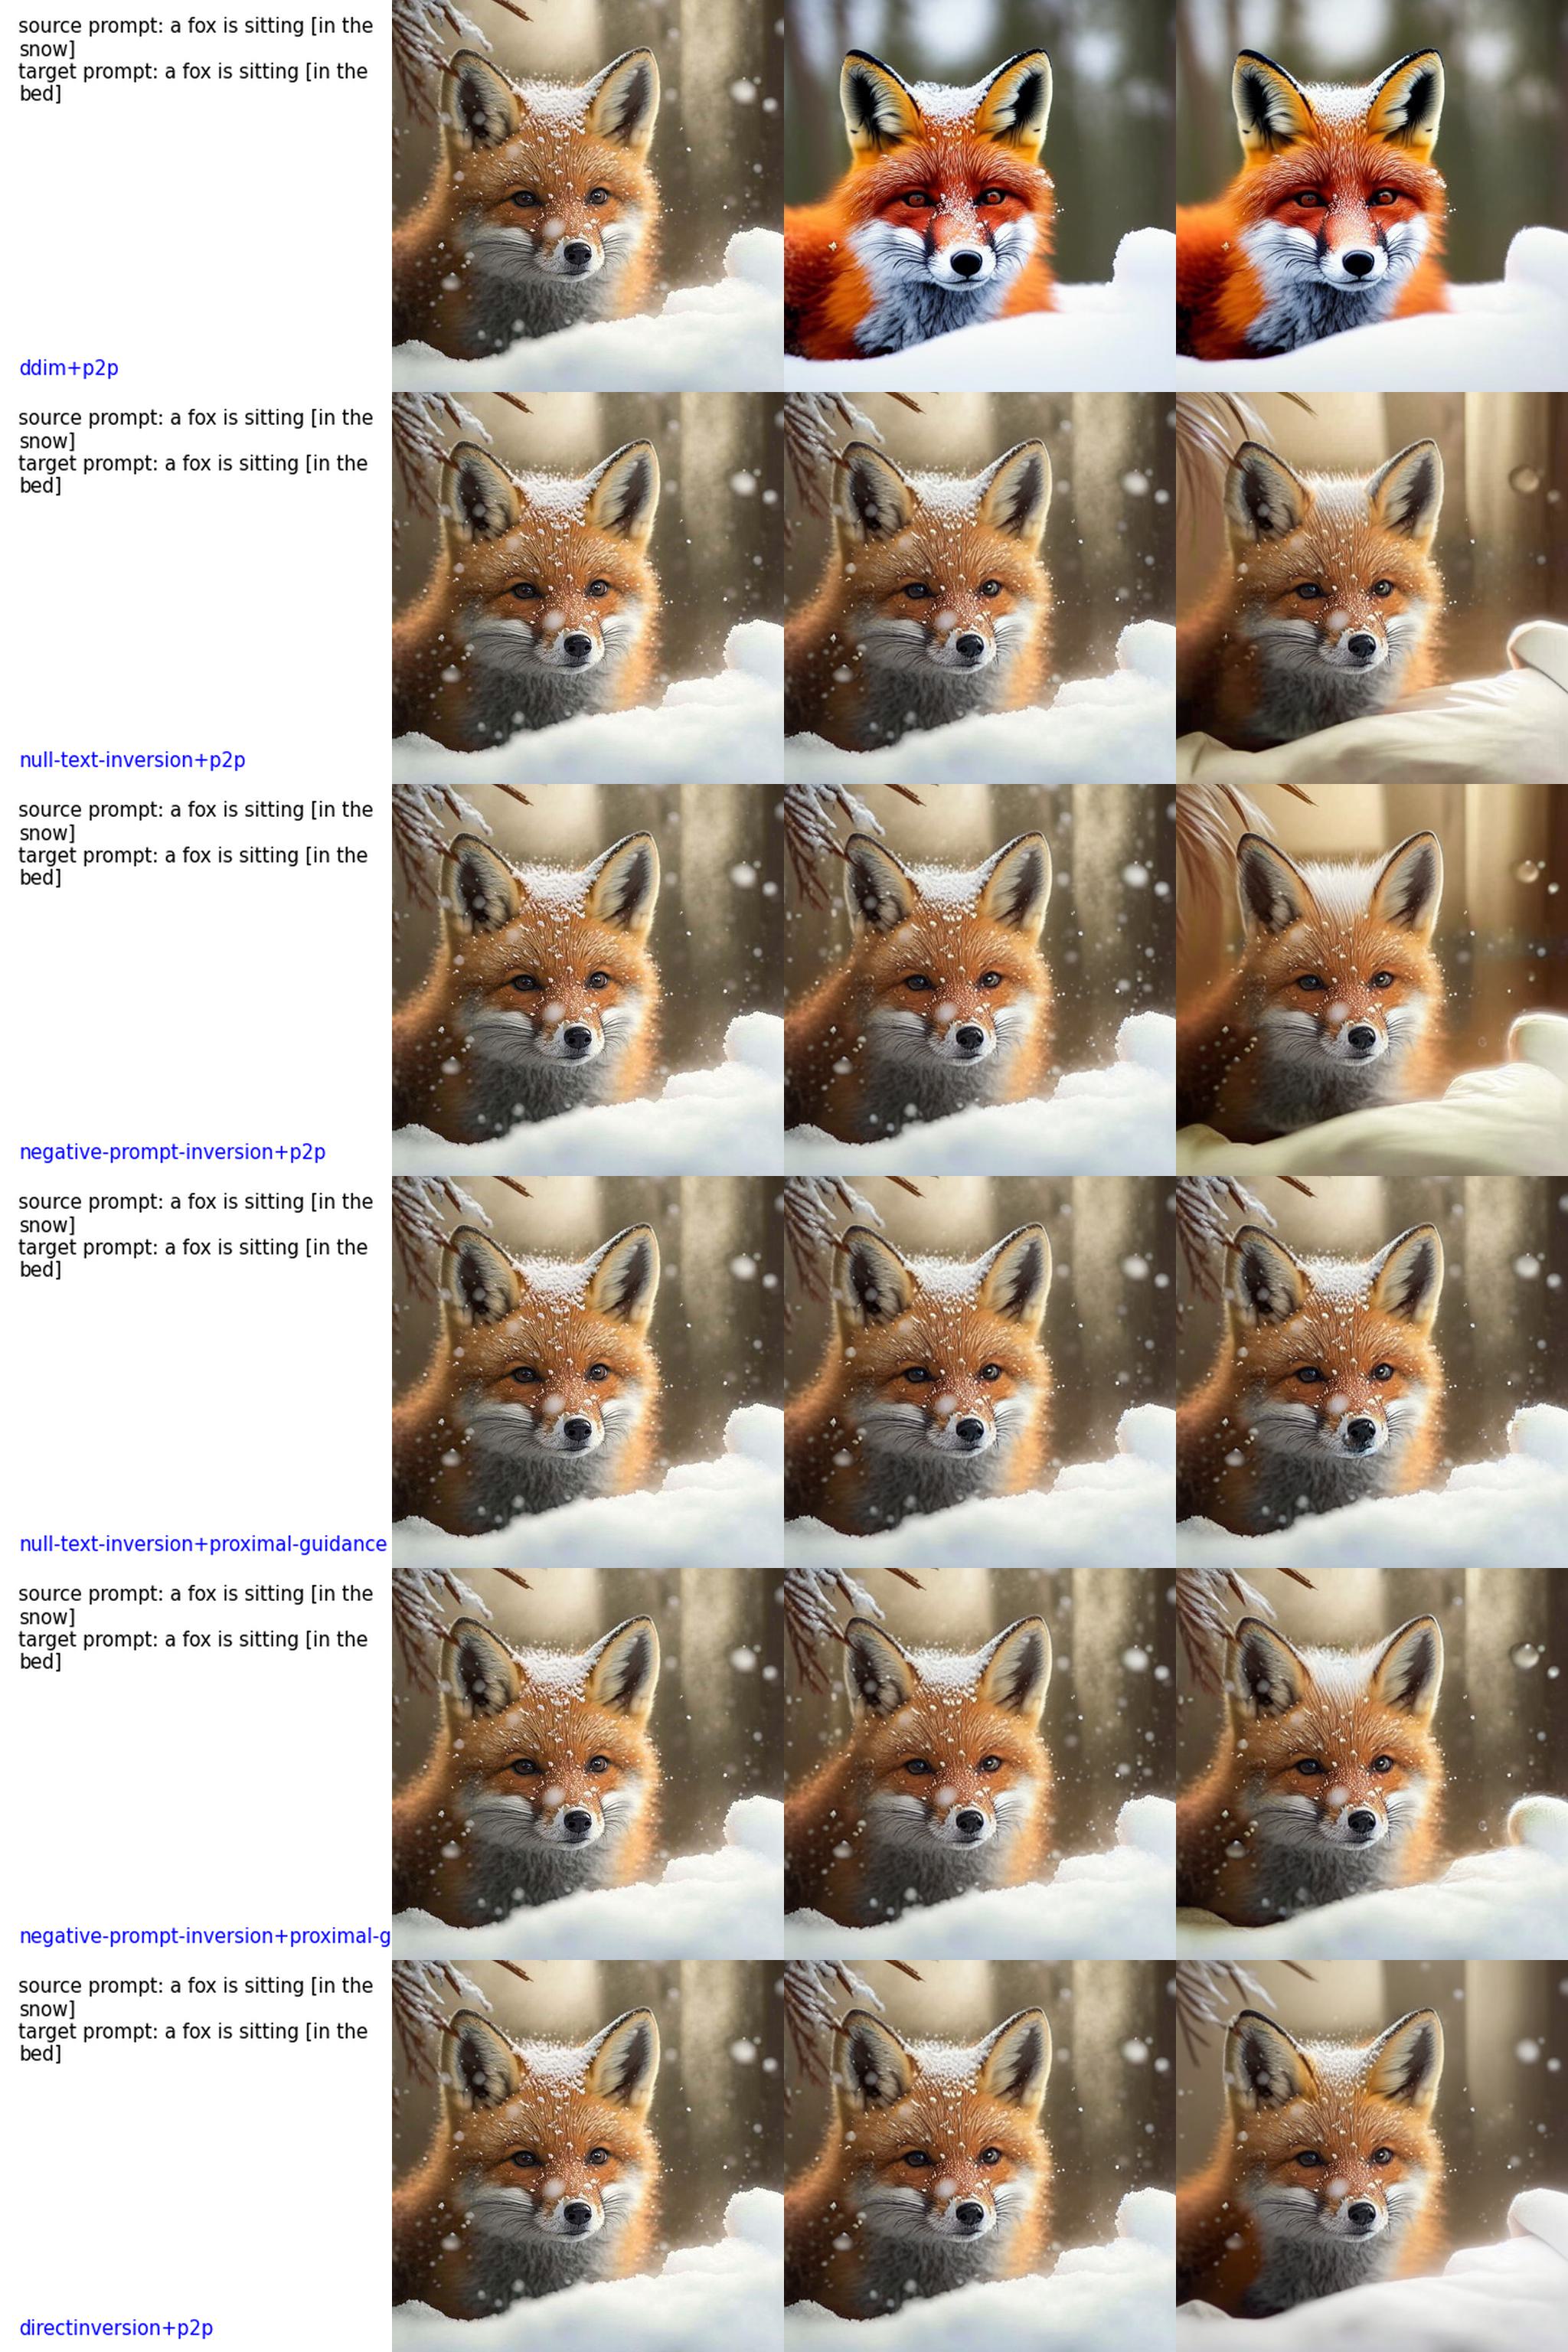 source prompt: a fox is sitting [in the
snow]
target prompt: a fox is sitting [in the
bed]
ddim+p2p
source prompt: a fox is sitting [in the
snow]
target prompt: a fox is sitting [in the
bed]
null-text-inversion+p2p
source prompt: a fox is sitting [in the
snow]
target prompt: a fox is sitting [in the
bed]
negative-prompt-inversion+p2p
source prompt: a fox is sitting [in the
snow]
target prompt: a fox is sitting [in the
bed]
null-text-inversion+proximal-guidance
source prompt: a fox is sitting [in the
snow]
target prompt: a fox is sitting [in the
bed]
negative-prompt-inversion+proximal-g
source prompt: a fox is sitting [in the
snow]
target prompt: a fox is sitting [in the
bed]
directinversion+p2p